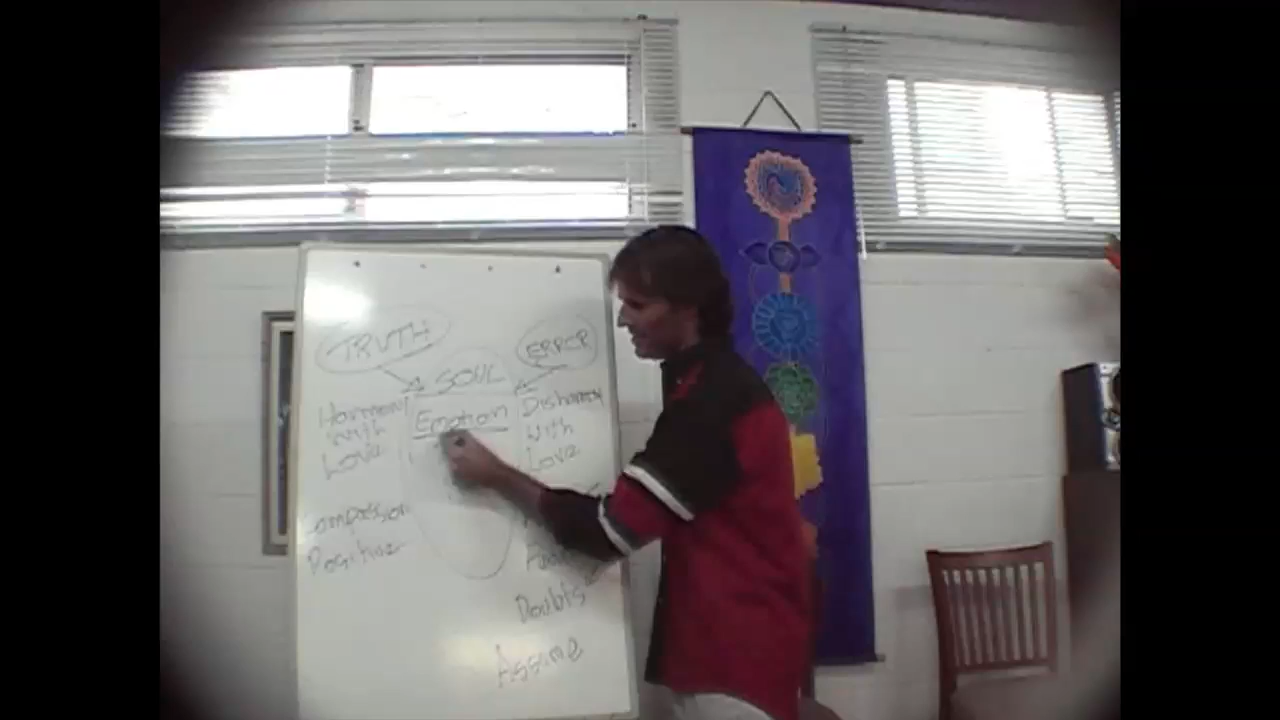 TRUTH
SOUL
ERROR
Harmony
with
Love
Emotion
Disharmony
with
Love
Compassion
Positive
Doubts
Assume